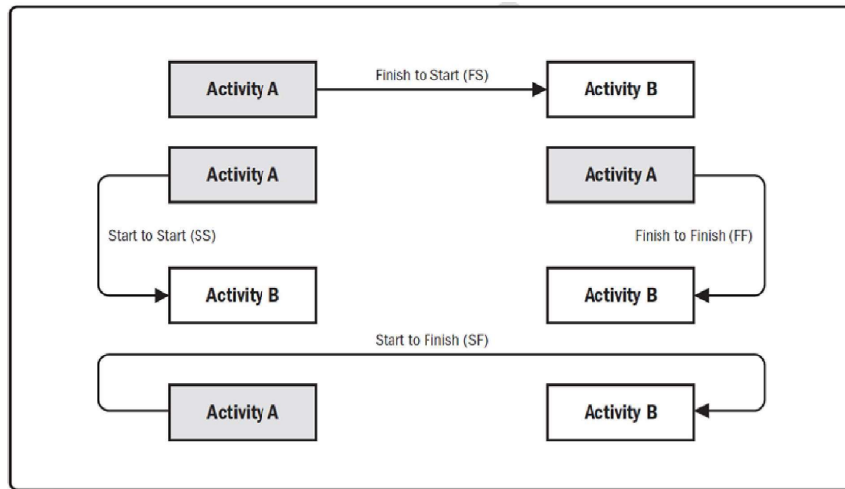 Finish to Start (FS)
Activity A
Activity B
Activity A
Activity A
Start to Start (SS)
Finish to Finish (FF)
Activity B
Activity B
Start to Finish (SF)
Activity A
Activity B